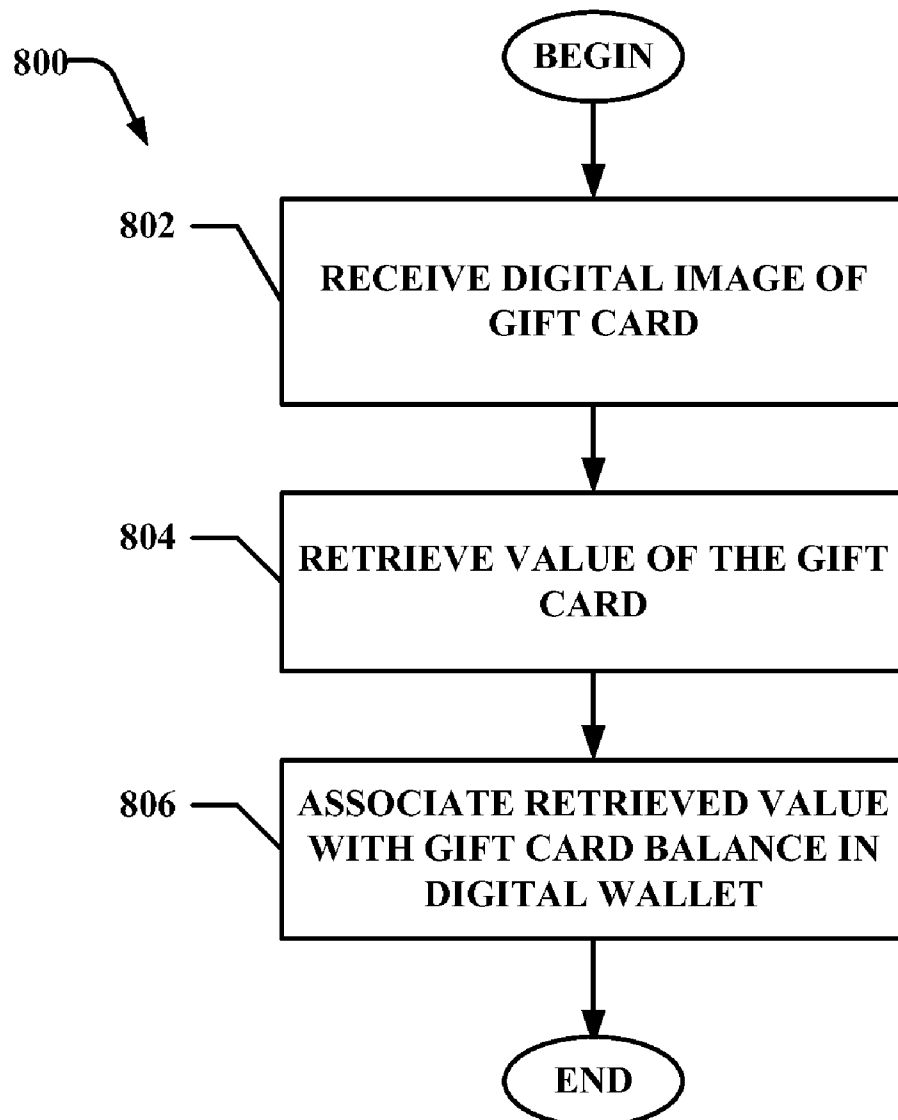 800
BEGIN
802
RECEIVE DIGITAL IMAGE OF
GIFT CARD
804
RETRIEVE VALUE OF THE GIFT
CARD
806
ASSOCIATE RETRIEVED VALUE
WITH GIFT CARD BALANCE IN
DIGITAL WALLET
END